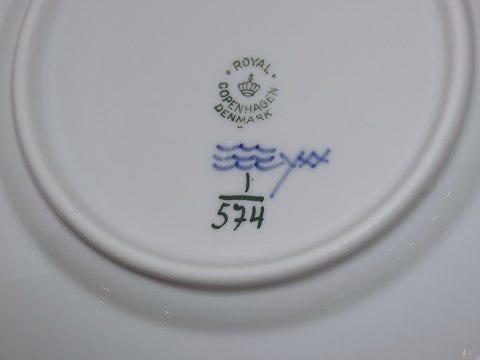 ROYAL
COPENHAGEN
DENMARK
1
574